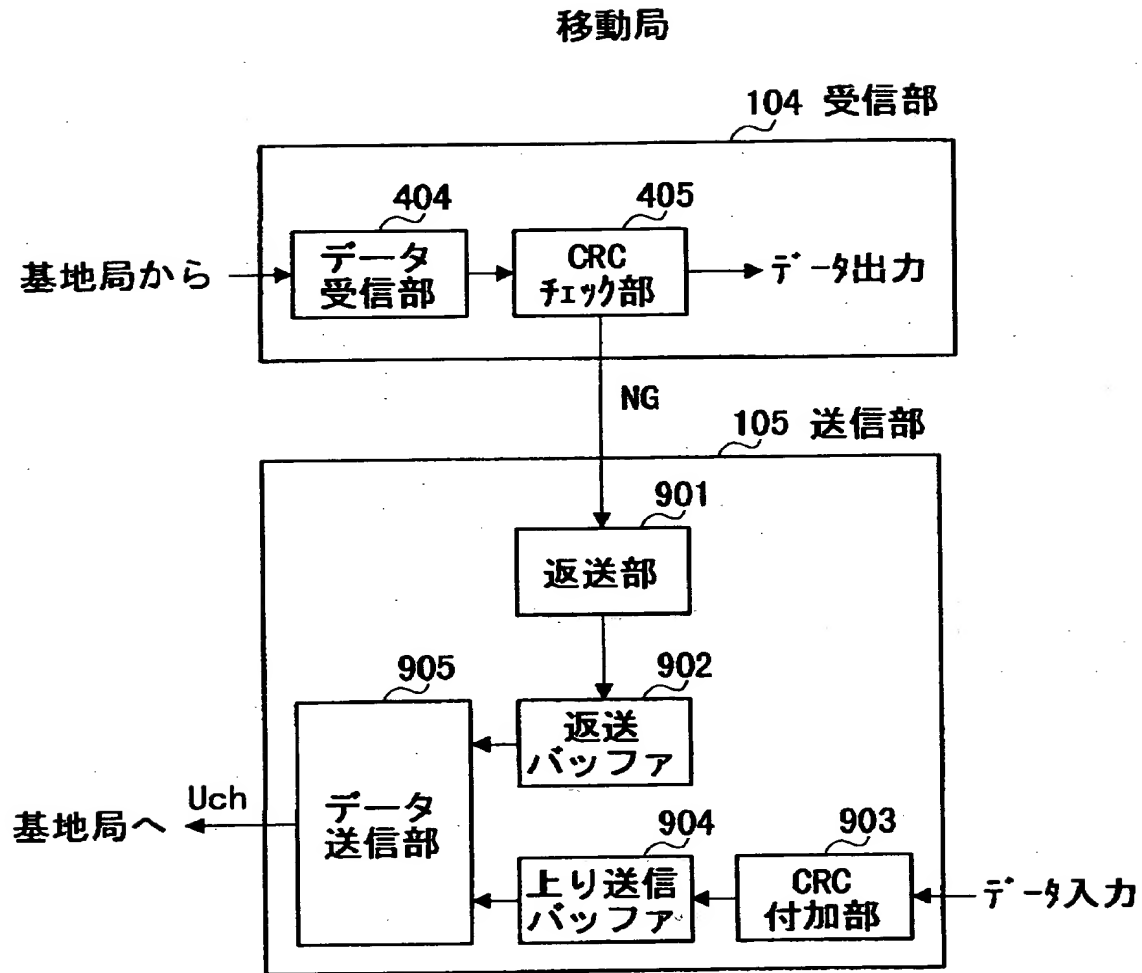 移動局
104 受信部
404
405
基地局から
データ
受信部
CRC
チェック部
データ出力
NG
105 送信部
901
返送部
902
905
返送
バッファ
Uch
基地局へ
データ
送信部
904
903
上り送信
バッファ
CRC
付加部
データ入力